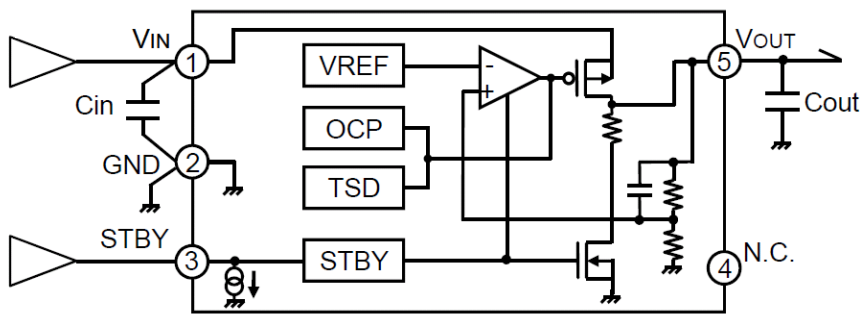 VIN
1
VREF
-
+
5
VOUT
Cin
OCP
Cout
GND
2
TSD
STBY
3
STBY
N.C.
4